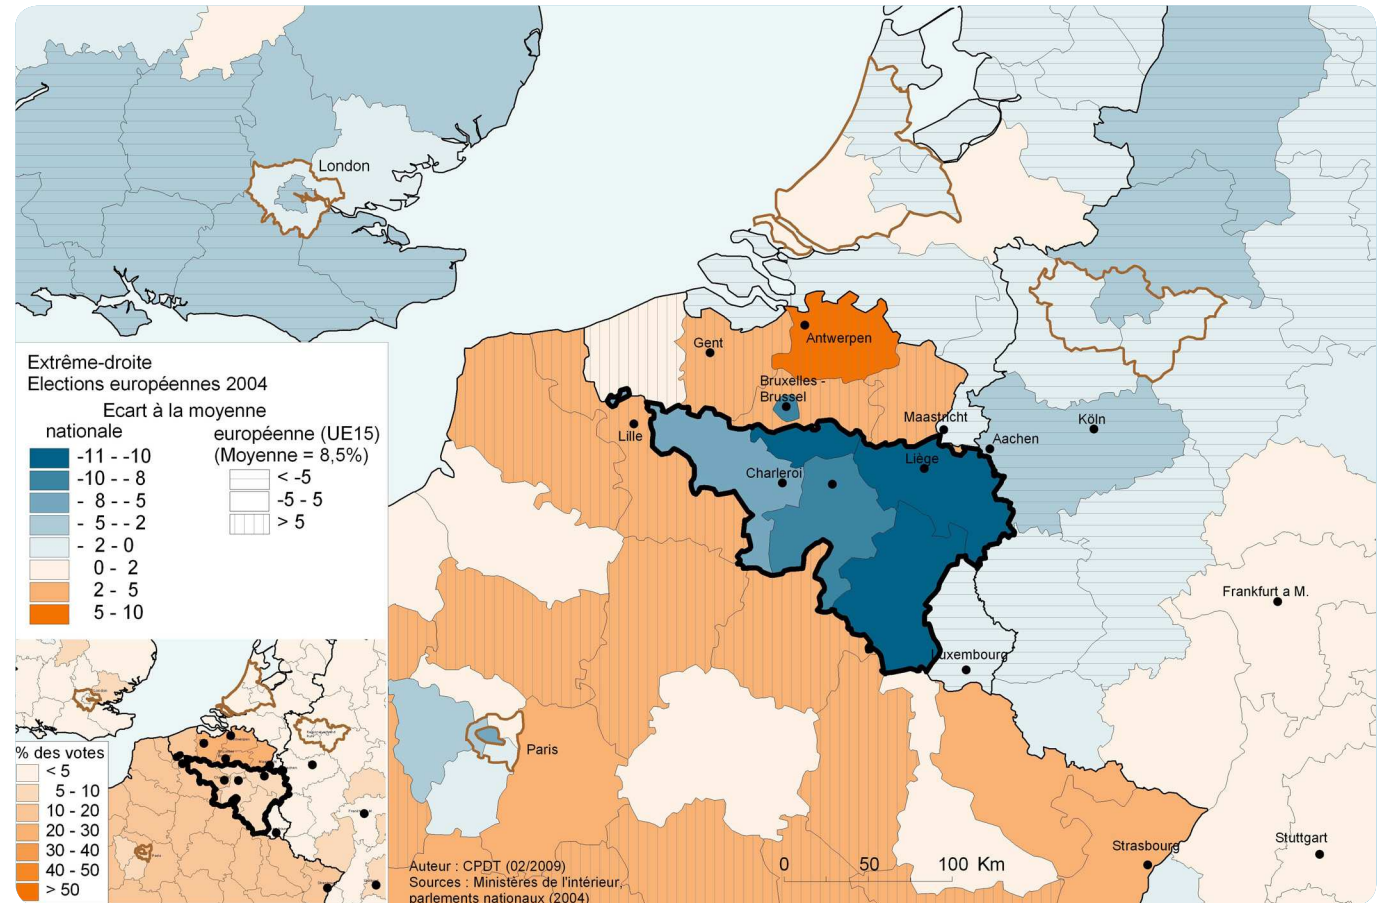 London
Gent
Antwerpen
Bruxelles -
Brussel
Maastricht
Köln
Lille
Aachen
Liège
Charleroi
Frankfurt a M.
Luxembourg
Paris
Strasbourg
Stuttgart
Extrême-droite
Elections européennes 2004
Ecart à la moyenne
nationale
-11 - -10
-10 - - 8
- 8 - - 5
- 5 - -2
- 2 - 0
0 - 2
2 - 5
5 - 10
européenne (UE15)
(Moyenne = 8,5%)
< -5
-5 - 5
> 5
% des votes
< 5
5 - 10
10 - 20
20 - 30
30 - 40
40 - 50
> 50
0 50 100 Km
Auteur : CPDT (02/2009)
Sources : Ministères de l'intérieur,
parlements nationaux (2004)